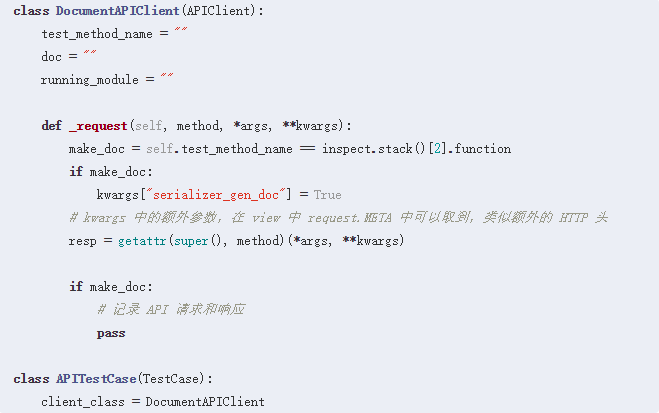 class DocumentAPIClient(APIClient):
    test_method_name = ""
    doc = ""
    running_module = ""
    def _request(self, method, *args, **kwargs):
        make_doc = self.test_method_name == inspect.stack()[2].function
        if make_doc:
            kwargs["serializer_gen_doc"] = True
        # kwargs 中的额外参数，在 view 中 request.META 中可以取到，类似额外的 HTTP 头
        resp = getattr(super(), method)(*args, **kwargs)
        if make_doc:
            # 记录 API 请求和响应
            pass
class APITestCase(TestCase):
    client_class = DocumentAPIClient